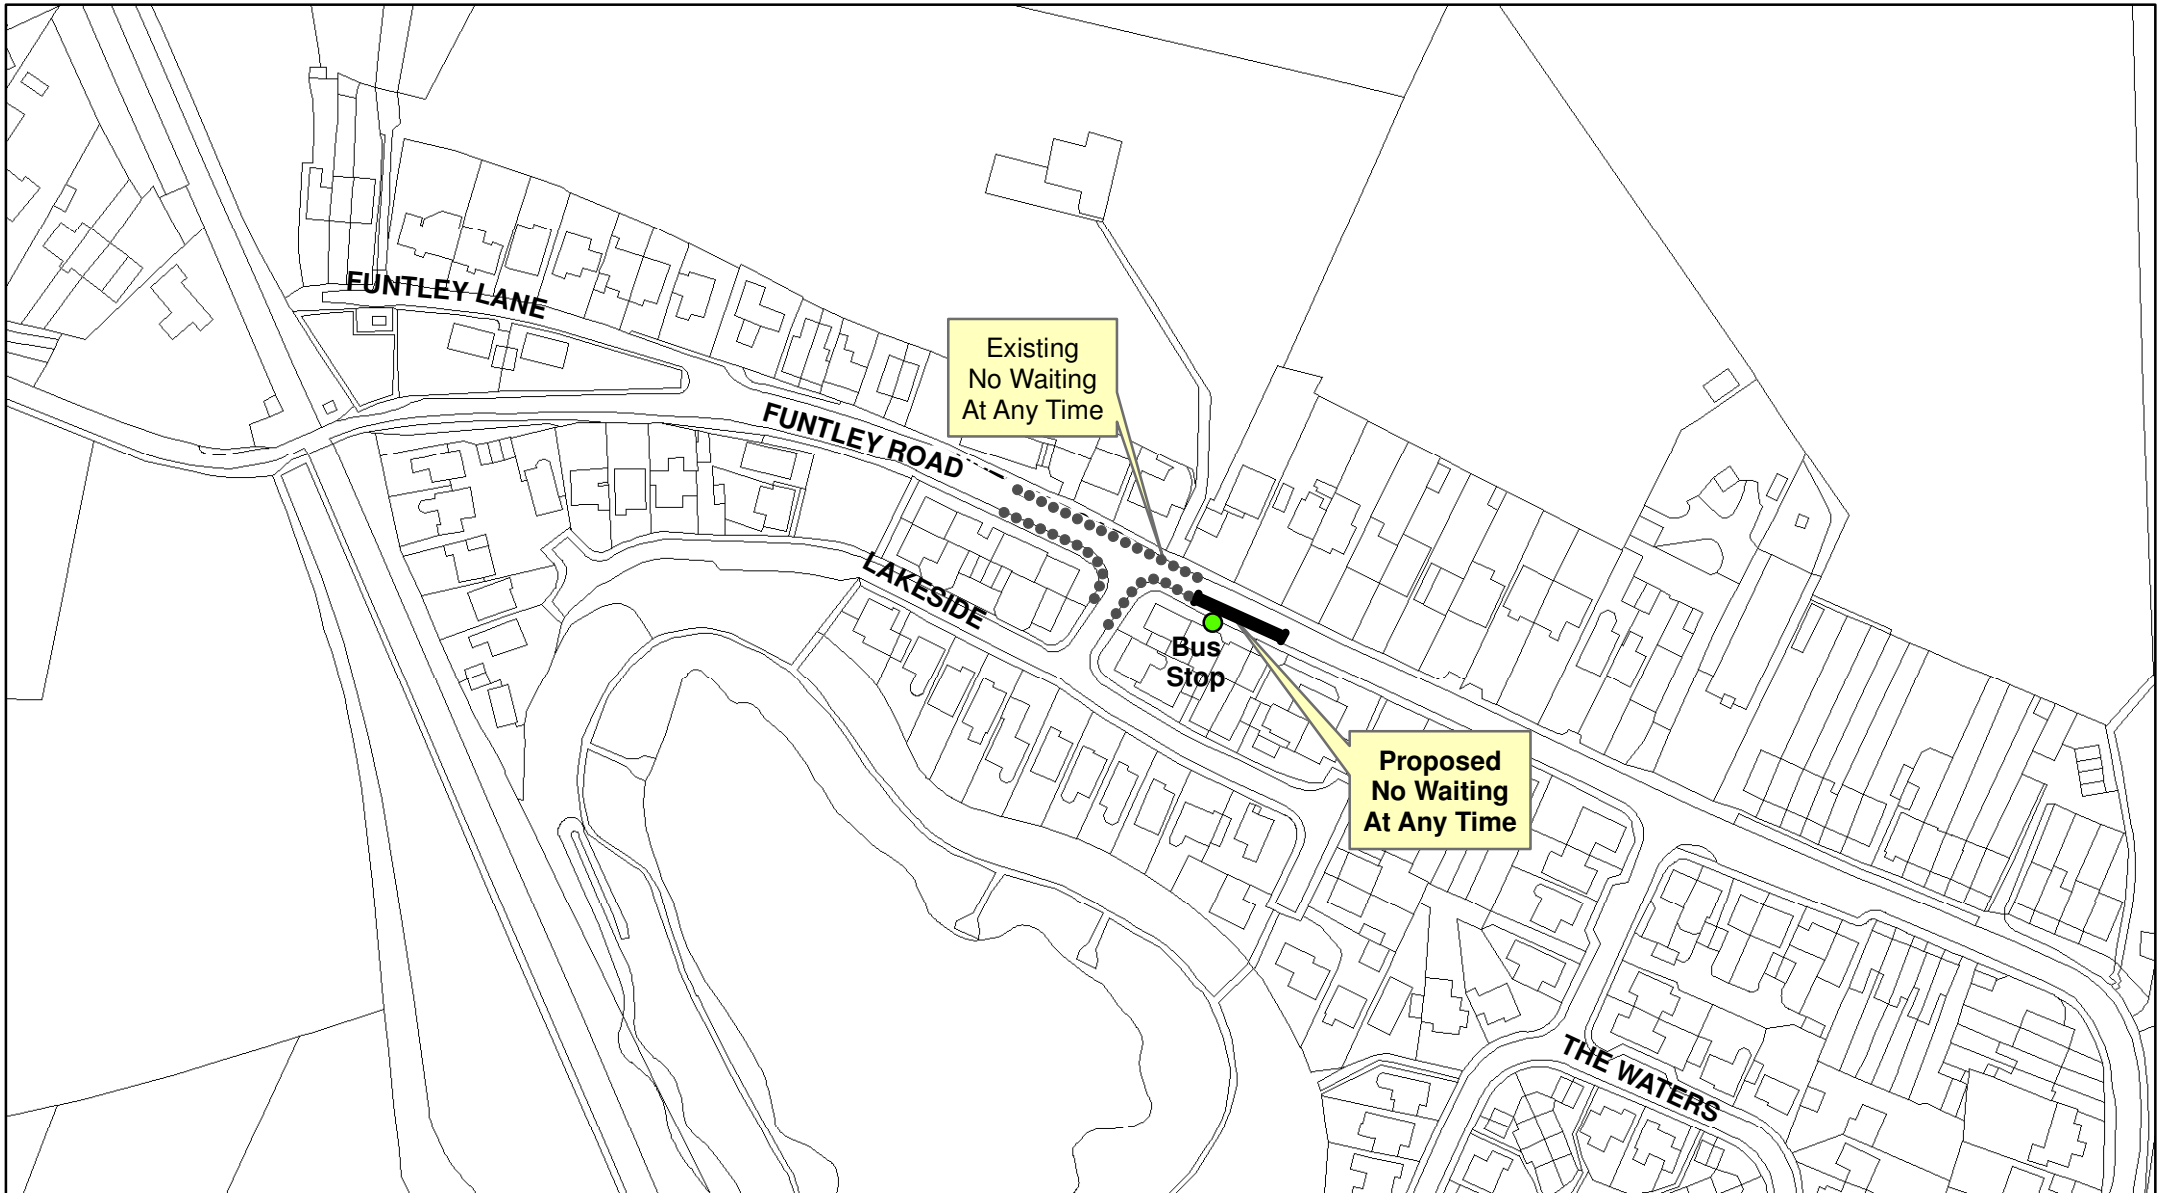 FUNTLEY LANE
Existing
No Waiting
At Any Time
FUNTLEY ROAD
LAKESIDE
Bus
Stop
Proposed
No Waiting
At Any Time
THE WATERS